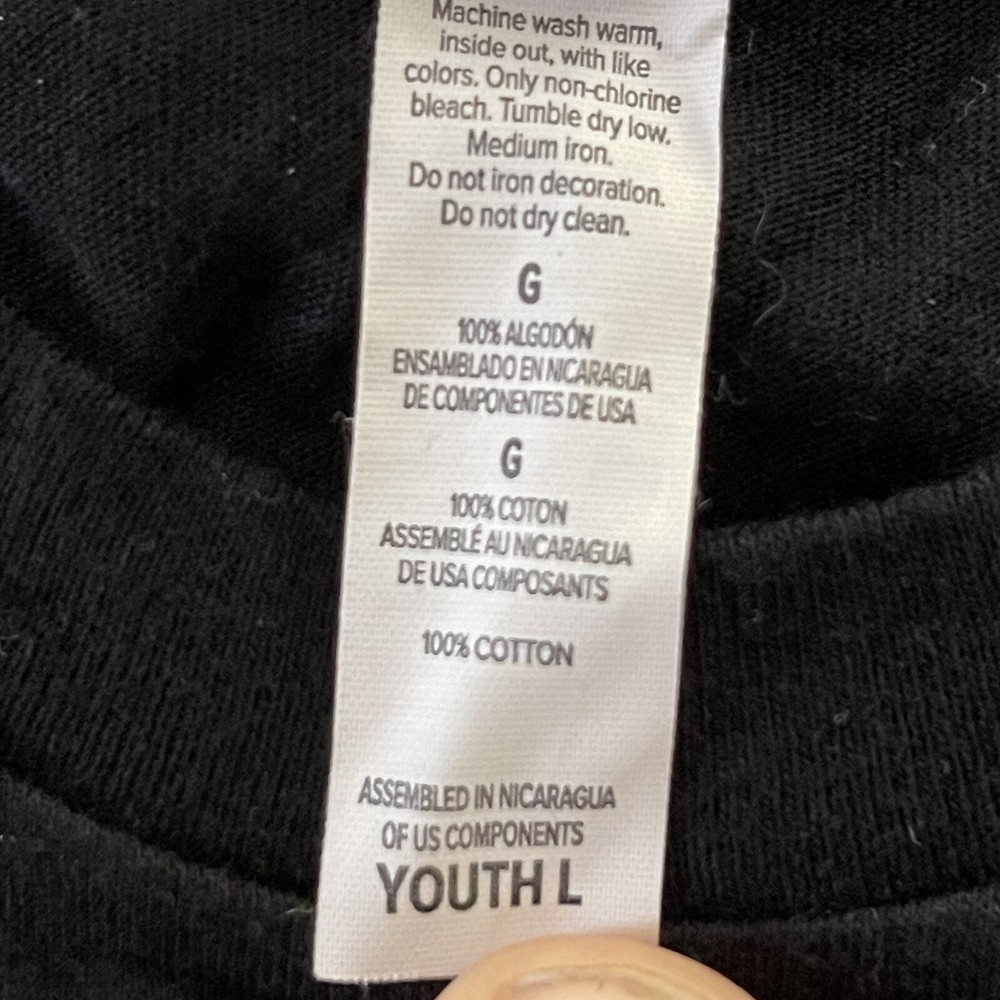 Machine wash warm,
inside out, with like
colors. Only non-chlorine
bleach. Tumble dry low.
Medium iron.
Do not iron decoration.
Do not dry clean.
G
100% ALGODÓN
ENSAMBLADO EN NICARAGUA
DE COMPONENTES DE USA
G
100% COTON
ASSEMBLÉ AU NICARAGUA
DE USA COMPOSANTS
100% COTTON
ASSEMBLED IN NICARAGUA
OF US COMPONENTS
YOUTH L